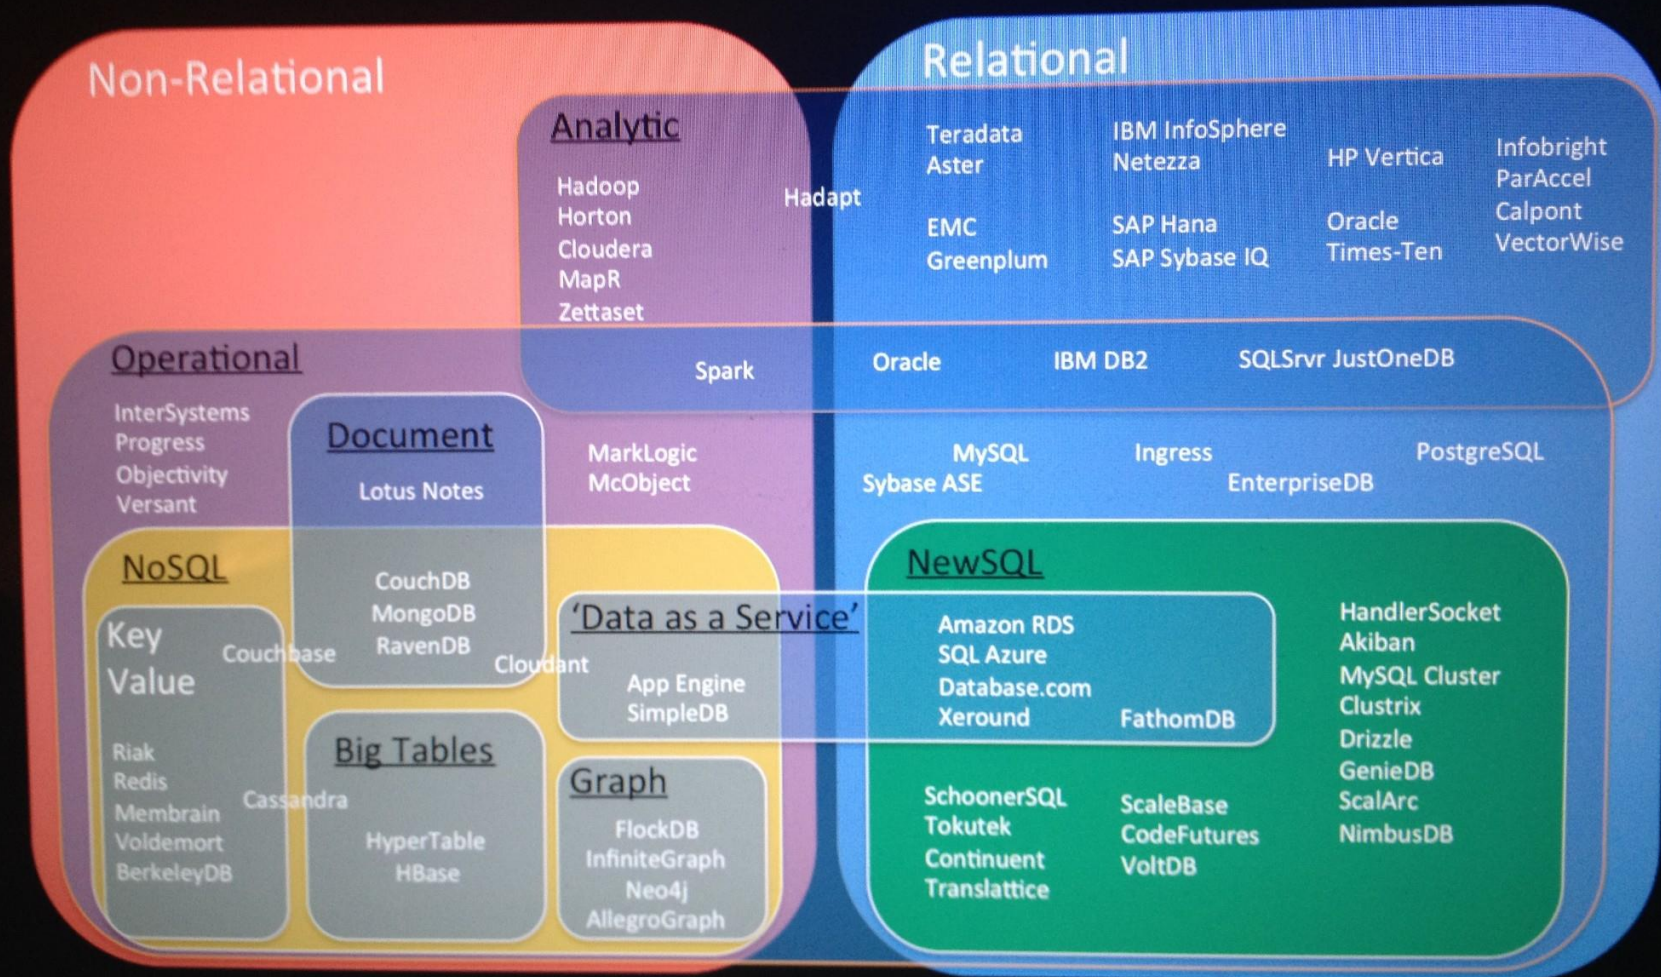 Non-Relational
Relational
Analytic
Hadoop
Horton
Cloudera
MapR
Zettaset
Hadapt
Teradata
Aster
EMC
Greenplum
IBM InfoSphere
Netezza
SAP Hana
SAP Sybase IQ
HP Vertica
Oracle
Times-Ten
Infobright
ParAccel
Calpont
VectorWise
Operational
Spark
Oracle
IBM DB2
SQLSrvr JustOneDB
InterSystems
Progress
Objectivity
Versant
Document
Lotus Notes
MarkLogic
McObject
MySQL
Ingress
PostgreSQL
Sybase ASE
EnterpriseDB
NoSQL
CouchDB
MongoDB
RavenDB
Key
Value
Couchbase
Cloudant
Riak
Redis
Membrain
Voldemort
BerkeleyDB
Cassandra
Big Tables
HyperTable
HBase
'Data as a Service'
App Engine
SimpleDB
Graph
FlockDB
InfiniteGraph
Neo4j
AllegroGraph
NewSQL
Amazon RDS
SQL Azure
Database.com
Xeround
FathomDB
HandlerSocket
Akiban
MySQL Cluster
Clustrix
Drizzle
GenieDB
ScalArc
NimbusDB
SchoonerSQL
Tokutek
Continuent
Translattice
ScaleBase
CodeFutures
VoltDB